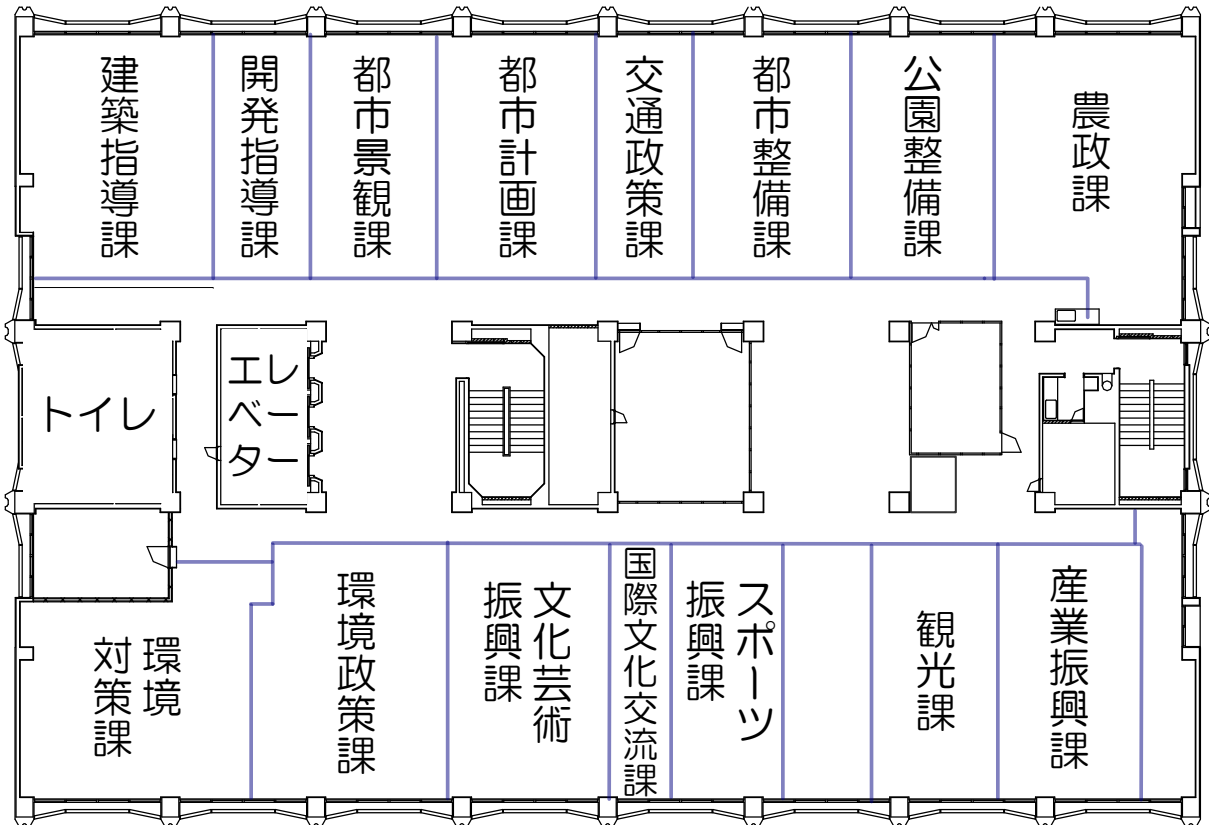 建築指導課
開発指導課
都市景観課
都市計画課
交通政策課
都市整備課
公園整備課
農政課
トイレ
エレ
ベー
ター
環境
対策課
環境政策課
文化芸術
振興課
国際文化交流課
スポーツ
振興課
観光課
産業振興課